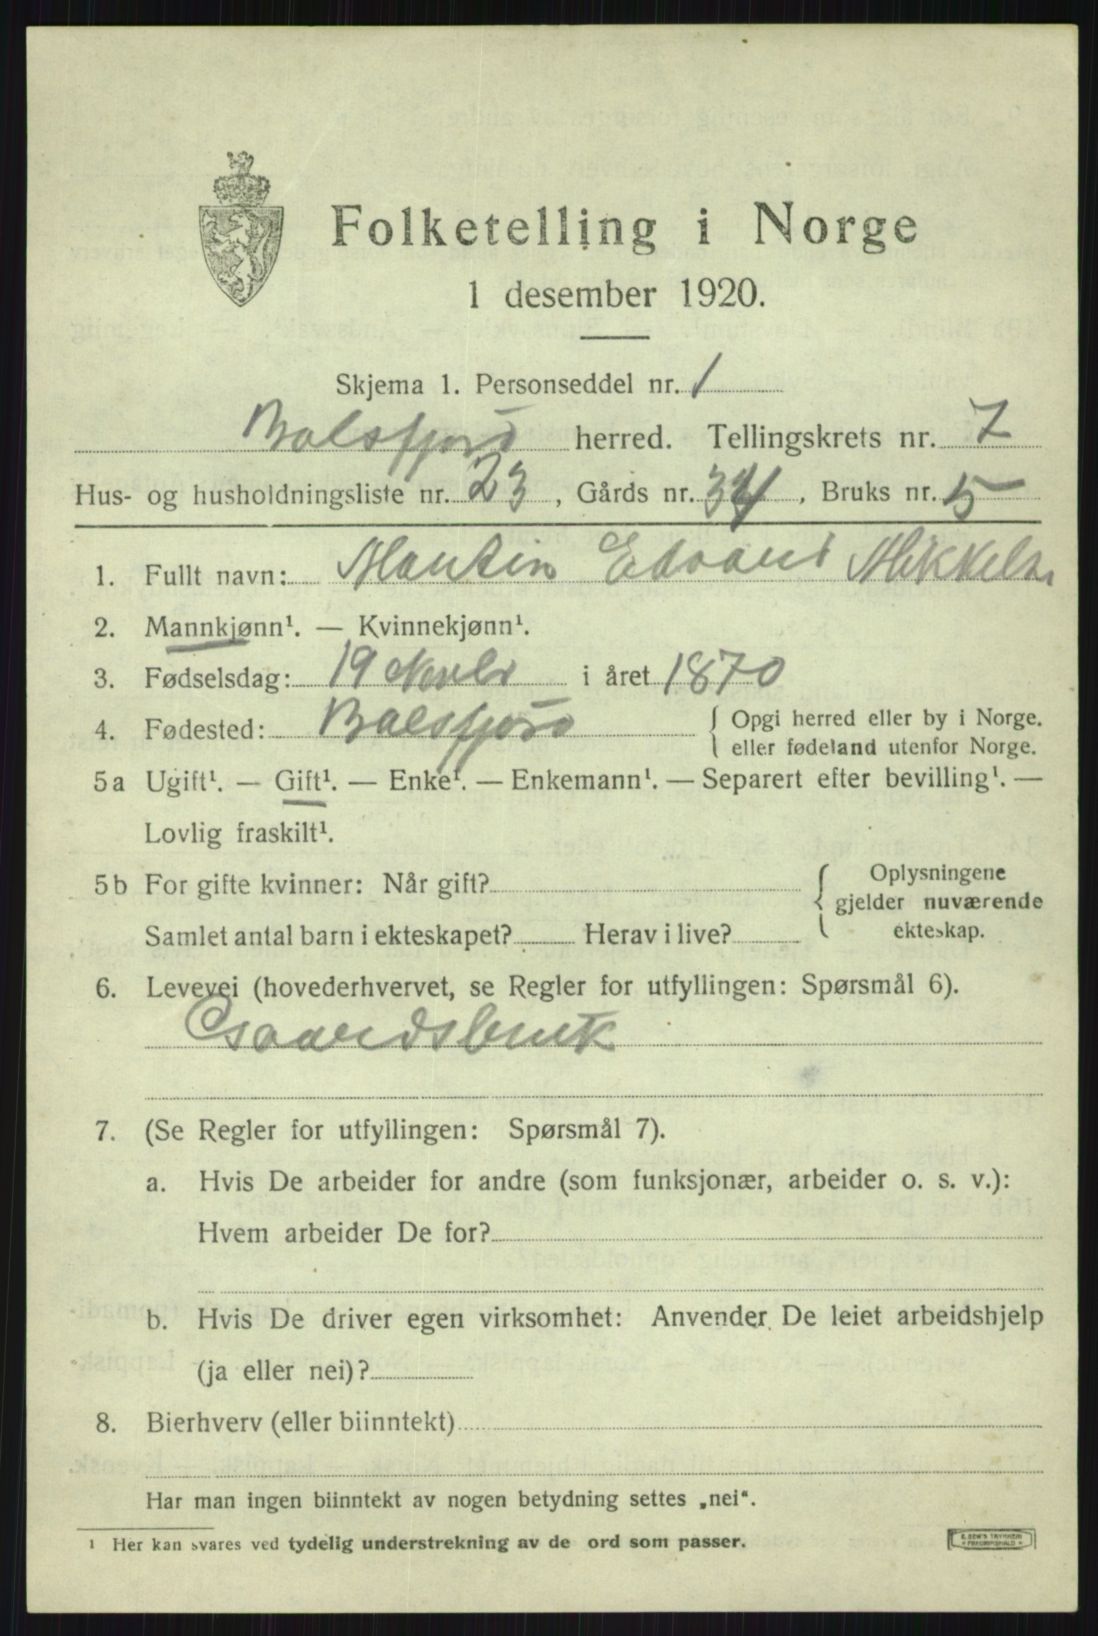 Folketelling i Norge
1 desember 1920.
Skjema 1. Personseddel nr. 1
Balsfjord herred. Tellingskrets nr. 7
Hus- og husholdningsliste nr. 23, Gårds nr. 34, Bruks nr. 5
1. Fullt navn: Martin Edvard Mikkelsn
2. Mannkjønn¹. — Kvinnekjønn¹.
3. Fødselsdag: 19 Novbr i året 1870
4. Fødested: Balsfjord { Opgi herred eller by i Norge.
eller fødeland utenfor Norge.
5a Ugift¹. — Gift¹. — Enke¹. — Enkemann¹. — Separert efter bevilling¹. —
Lovlig fraskilt¹.
5b For gifte kvinner: Når gift? { Oplysningene
gjelder nuværende
Samlet antal barn i ekteskapet? Herav i live? ekteskap.
6. Levevei (hovederhvervet, se Regler for utfyllingen: Spørsmål 6).
Gaardsbruk
7. (Se Regler for utfyllingen: Spørsmål 7).
a. Hvis De arbeider for andre (som funksjonær, arbeider o. s. v.):
Hvem arbeider De for?
b. Hvis De driver egen virksomhet: Anvender De leiet arbeidshjelp
(ja eller nei)?
8. Bierhverv (eller biinntekt)
Har man ingen biinntekt av nogen betydning settes „nei“.
¹ Her kan svares ved tydelig understrekning av de ord som passer.